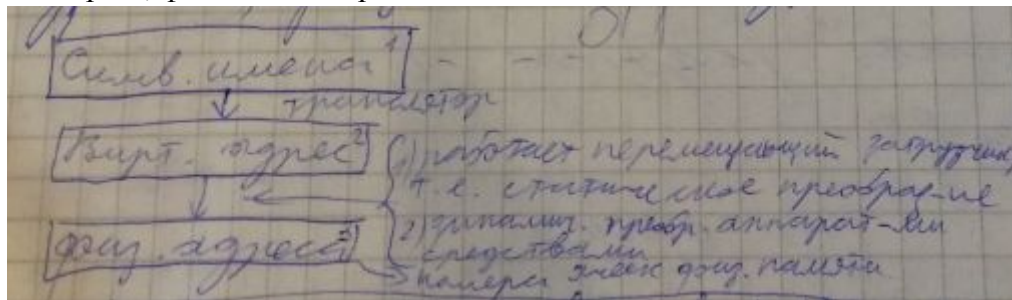 Симв. имена 1
транслятор
Вирт. адрес 2
1) работает перемещающий загрузчик,
т.е. статическое преобраз-ие
2) динамич. преобр. аппарат-ми
средствами
физ. адреса 3
номера ячеек физ. памяти